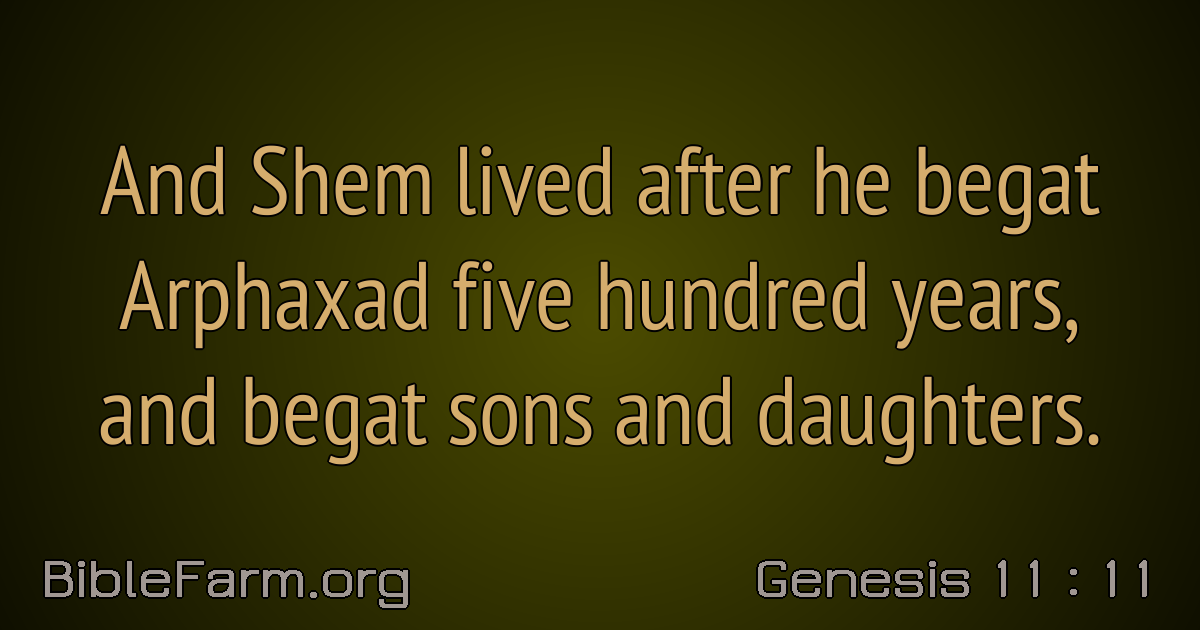 And Shem lived after he begat
Arphaxad five hundred years,
and begat sons and daughters.
BibleFarm.org
Genesis 11 : 11